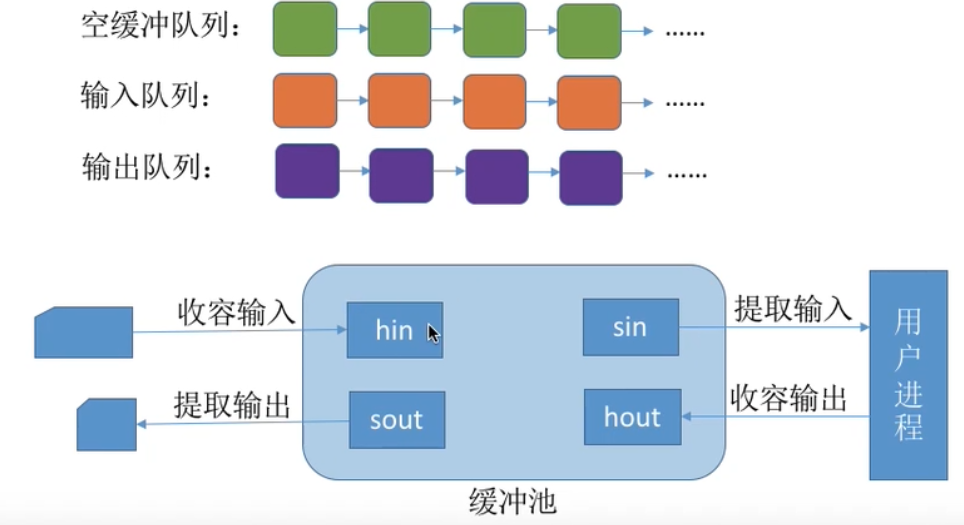 空缓冲队列: ......
输入队列: ......
输出队列: ......
收容输入
hin
sin
提取输入
提取输出
sout
hout
收容输出
用户进程
缓冲池